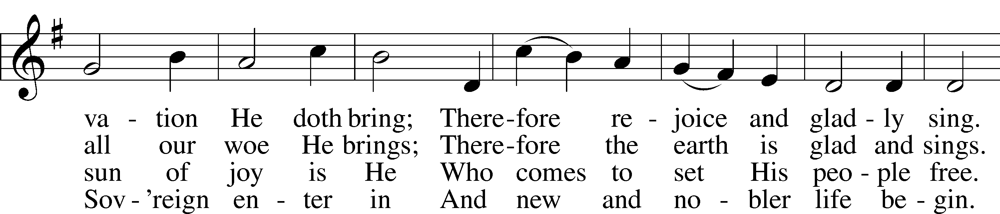 va - tion He doth bring; There-fore re - joice and glad - ly sing.
all our woe He brings; There-fore the earth is glad and sings.
sun of joy is He Who comes to set His peo - ple free.
Sov - 'reign en - ter in And new and no - bler life be - gin.